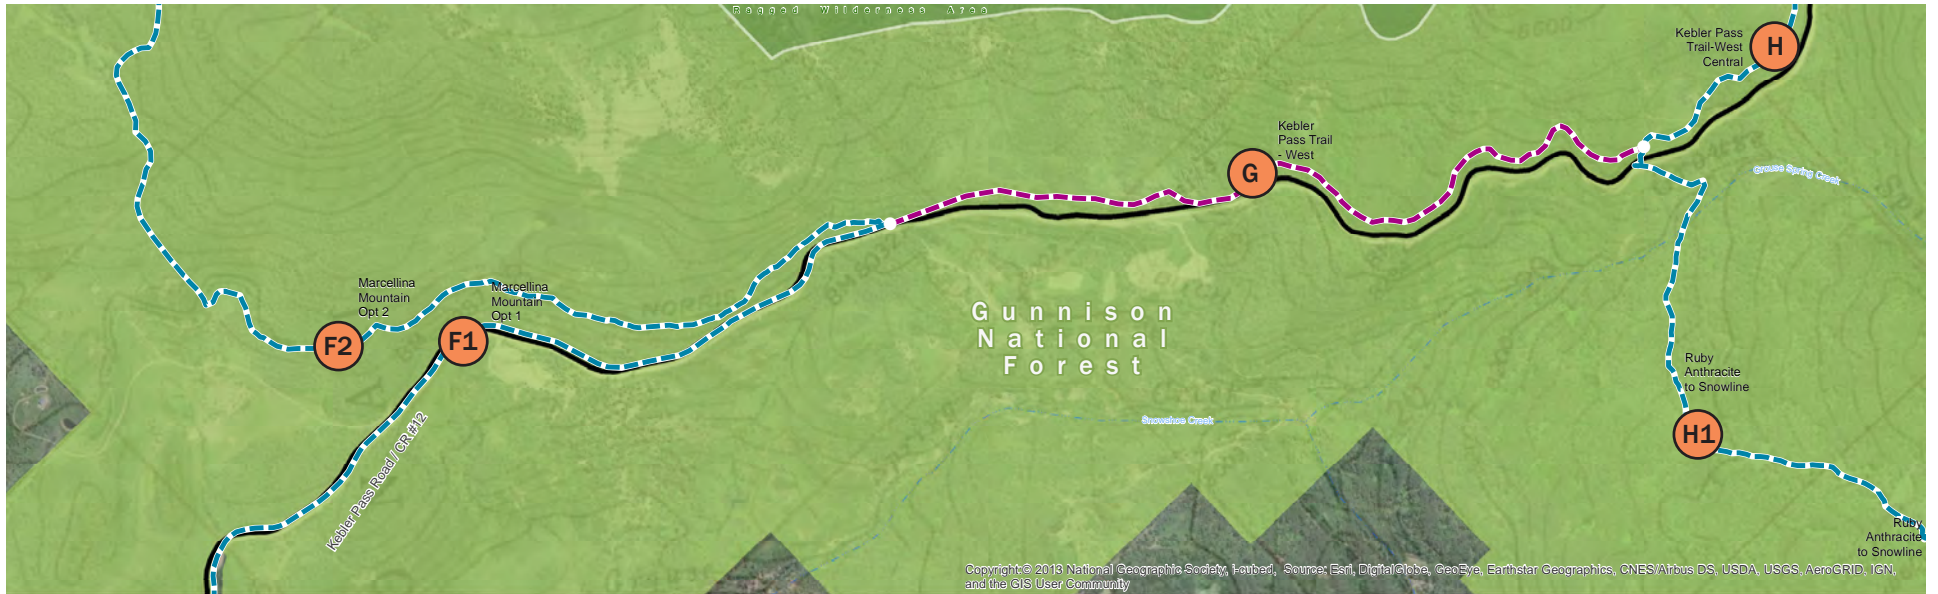 Ragged Wilderness Area
Kebler Pass
Trail-West
Central
H
Kebler
Pass Trail
- West
G
Grouse Spring Creek
Marcellina
Mountain
Opt 2
Marcellina
Mountain
Opt 1
F2
F1
Gunnison
National
Forest
Ruby
Anthracite
to Snowline
H1
Kebler Pass Road / CR #12
Snowshoe Creek
Ruby
Anthracite
to Snowline
Copyright:© 2013 National Geographic Society, i-cubed, Source: Esri, DigitalGlobe, GeoEye, Earthstar Geographics, CNES/Airbus DS, USDA, USGS, AeroGRID, IGN,
and the GIS User Community